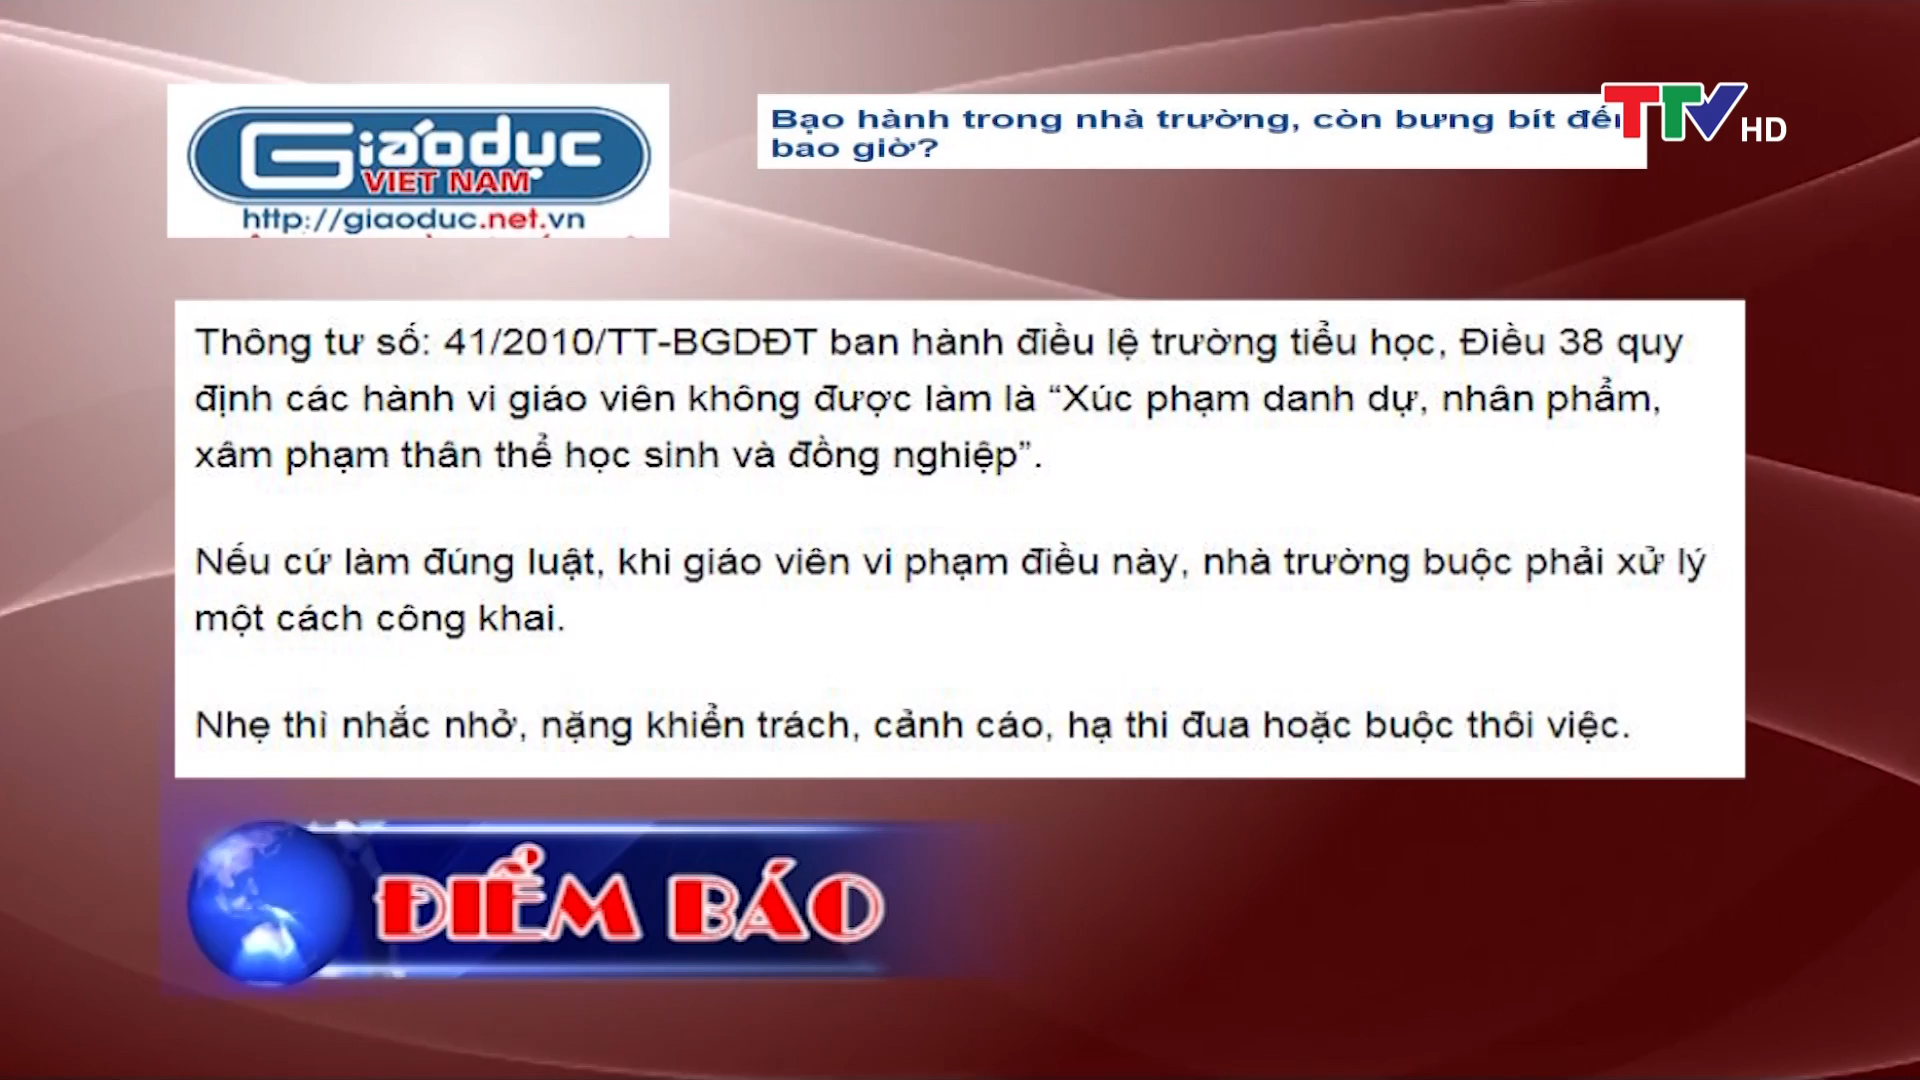 Giáo dục
VIET NAM
http://giaoduc.net.vn
Bạo hành trong nhà trường, còn bưng bít
bao giờ?
TTV HD
Thông tư số: 41/2010/TT-BGDĐT ban hành điều lệ trường tiểu học, Điều 38 quy
định các hành vi giáo viên không được làm là “Xúc phạm danh dự, nhân phẩm,
xâm phạm thân thể học sinh và đồng nghiệp”.
Nếu cứ làm đúng luật, khi giáo viên vi phạm điều này, nhà trường buộc phải xử lý
một cách công khai.
Nhẹ thì nhắc nhở, nặng khiển trách, cảnh cáo, hạ thi đua hoặc buộc thôi việc.
ĐIỂM BÁO